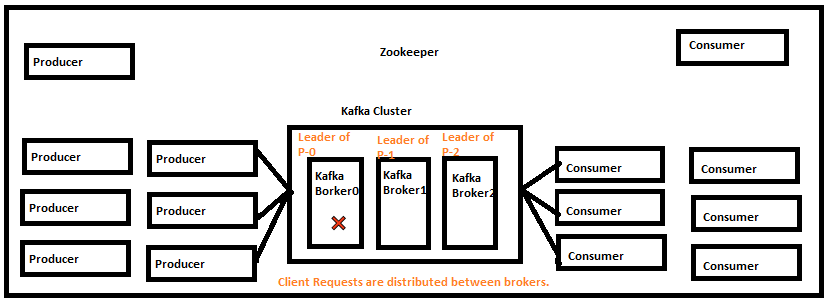 Zookeeper
Producer
Consumer
Kafka Cluster
Leader of
P-0
Leader of
P-1
Leader of
P-2
Producer
Producer
Kafka
Borker0
Kafka
Broker1
Kafka
Broker2
Consumer
Consumer
Producer
Producer
Consumer
Consumer
Producer
Producer
Consumer
Consumer
Client Requests are distributed between brokers.